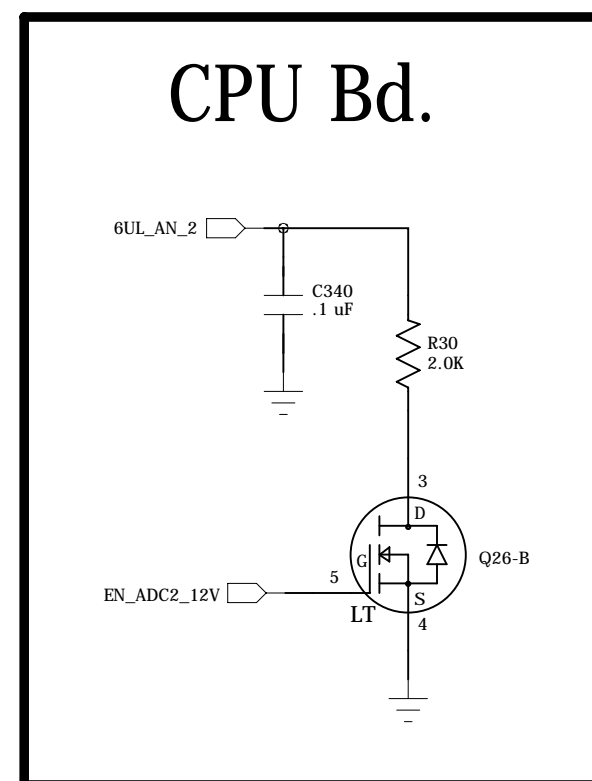 CPU Bd.
6UL_AN_2
C340
.1 uF
R30
2.0K
3
D
G
Q26-B
5
EN_ADC2_12V
S
LT
4